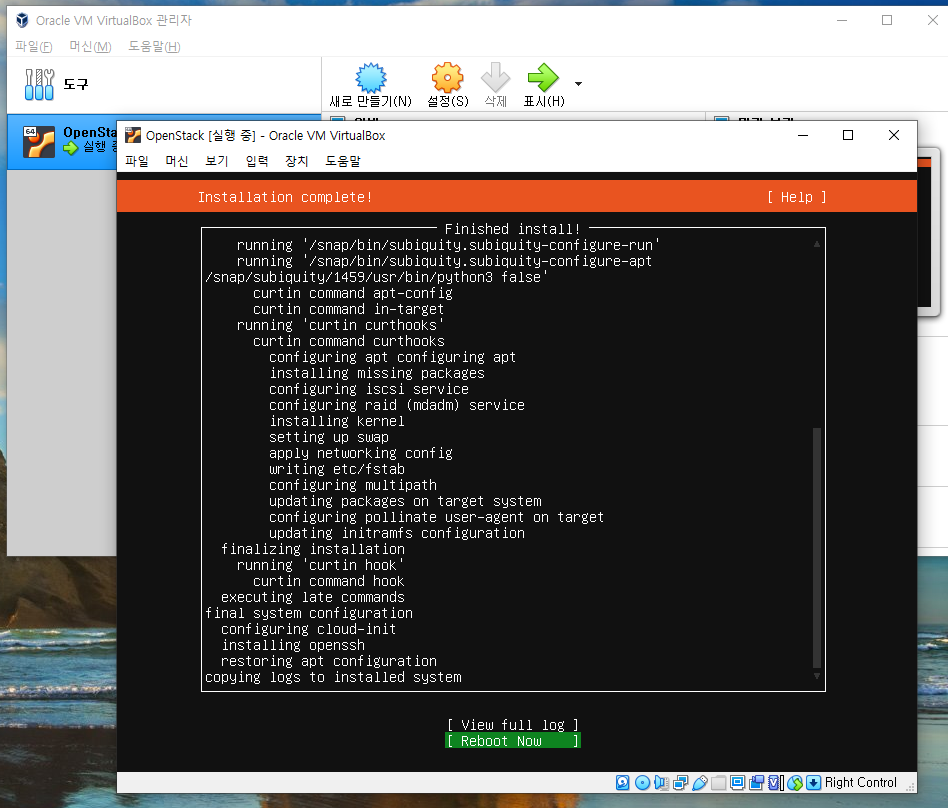 Oracle VM VirtualBox 관리자
파일(F) 머신(M) 도움말(H)
도구
새로 만들기(N) 설정(S) 삭제 표시(H)
64
OpenSta
실행
OpenStack [실행 중] - Oracle VM VirtualBox
파일 머신 보기 입력 장치 도움말
Installation complete! [ Help ]
Finished install!
running '/snap/bin/subiquity.subiquity-configure-run'
running '/snap/bin/subiquity.subiquity-configure-apt
/snap/subiquity/1459/usr/bin/python3 false'
curtin command apt-config
curtin command in-target
running 'curtin curthooks'
curtin command curthooks
configuring apt configuring apt
installing missing packages
configuring iscsi service
configuring raid (mdadm) service
installing kernel
setting up swap
apply networking config
writing etc/fstab
configuring multipath
updating packages on target system
configuring pollinate user-agent on target
updating initramfs configuration
finalizing installation
running 'curtin hook'
curtin command hook
executing late commands
final system configuration
configuring cloud-init
installing openssh
restoring apt configuration
copying logs to installed system
[ View full log ]
[ Reboot Now ]
Right Control